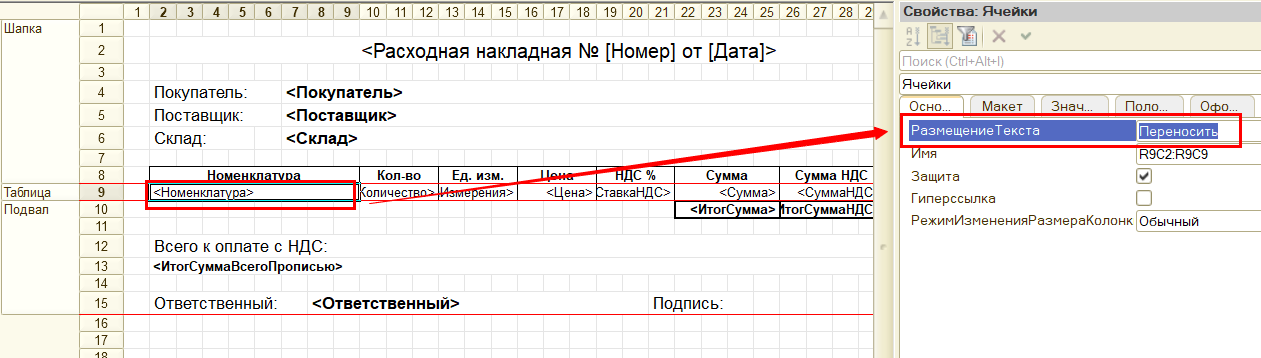 1 2 3 4 5 6 7 8 9 10 11 12 13 14 15 16 17 18 19 20 21 22 23 24 25 26 27 28
Шапка 1
2 <Расходная накладная № [Номер] от [Дата]>
3
4 Покупатель: <Покупатель>
5 Поставщик: <Поставщик>
6 Склад: <Склад>
7
8 Номенклатура Кол-во Ед. изм. Цена НДС % Сумма Сумма НДС
Таблица 9 <Номенклатура> Количество> Измерения> <Цена> СтавкаНДС> <Сумма> <СуммаНДС
Подвал 10 <ИтогСумма> ИтогСуммаНДС
11
12 Всего к оплате с НДС:
13 <ИтогСуммаВсегоПрописью>
14
15 Ответственный: <Ответственный> Подпись:
16
17
18
Свойства: Ячейки
Поиск (Ctrl+Alt+I)
Ячейки
Осно... Макет Знач... Поло... Офо...
РазмещениеТекста Переносить
Имя R9C2:R9C9
Защита
Гиперссылка
РежимИзмененияРазмераКолонк Обычный